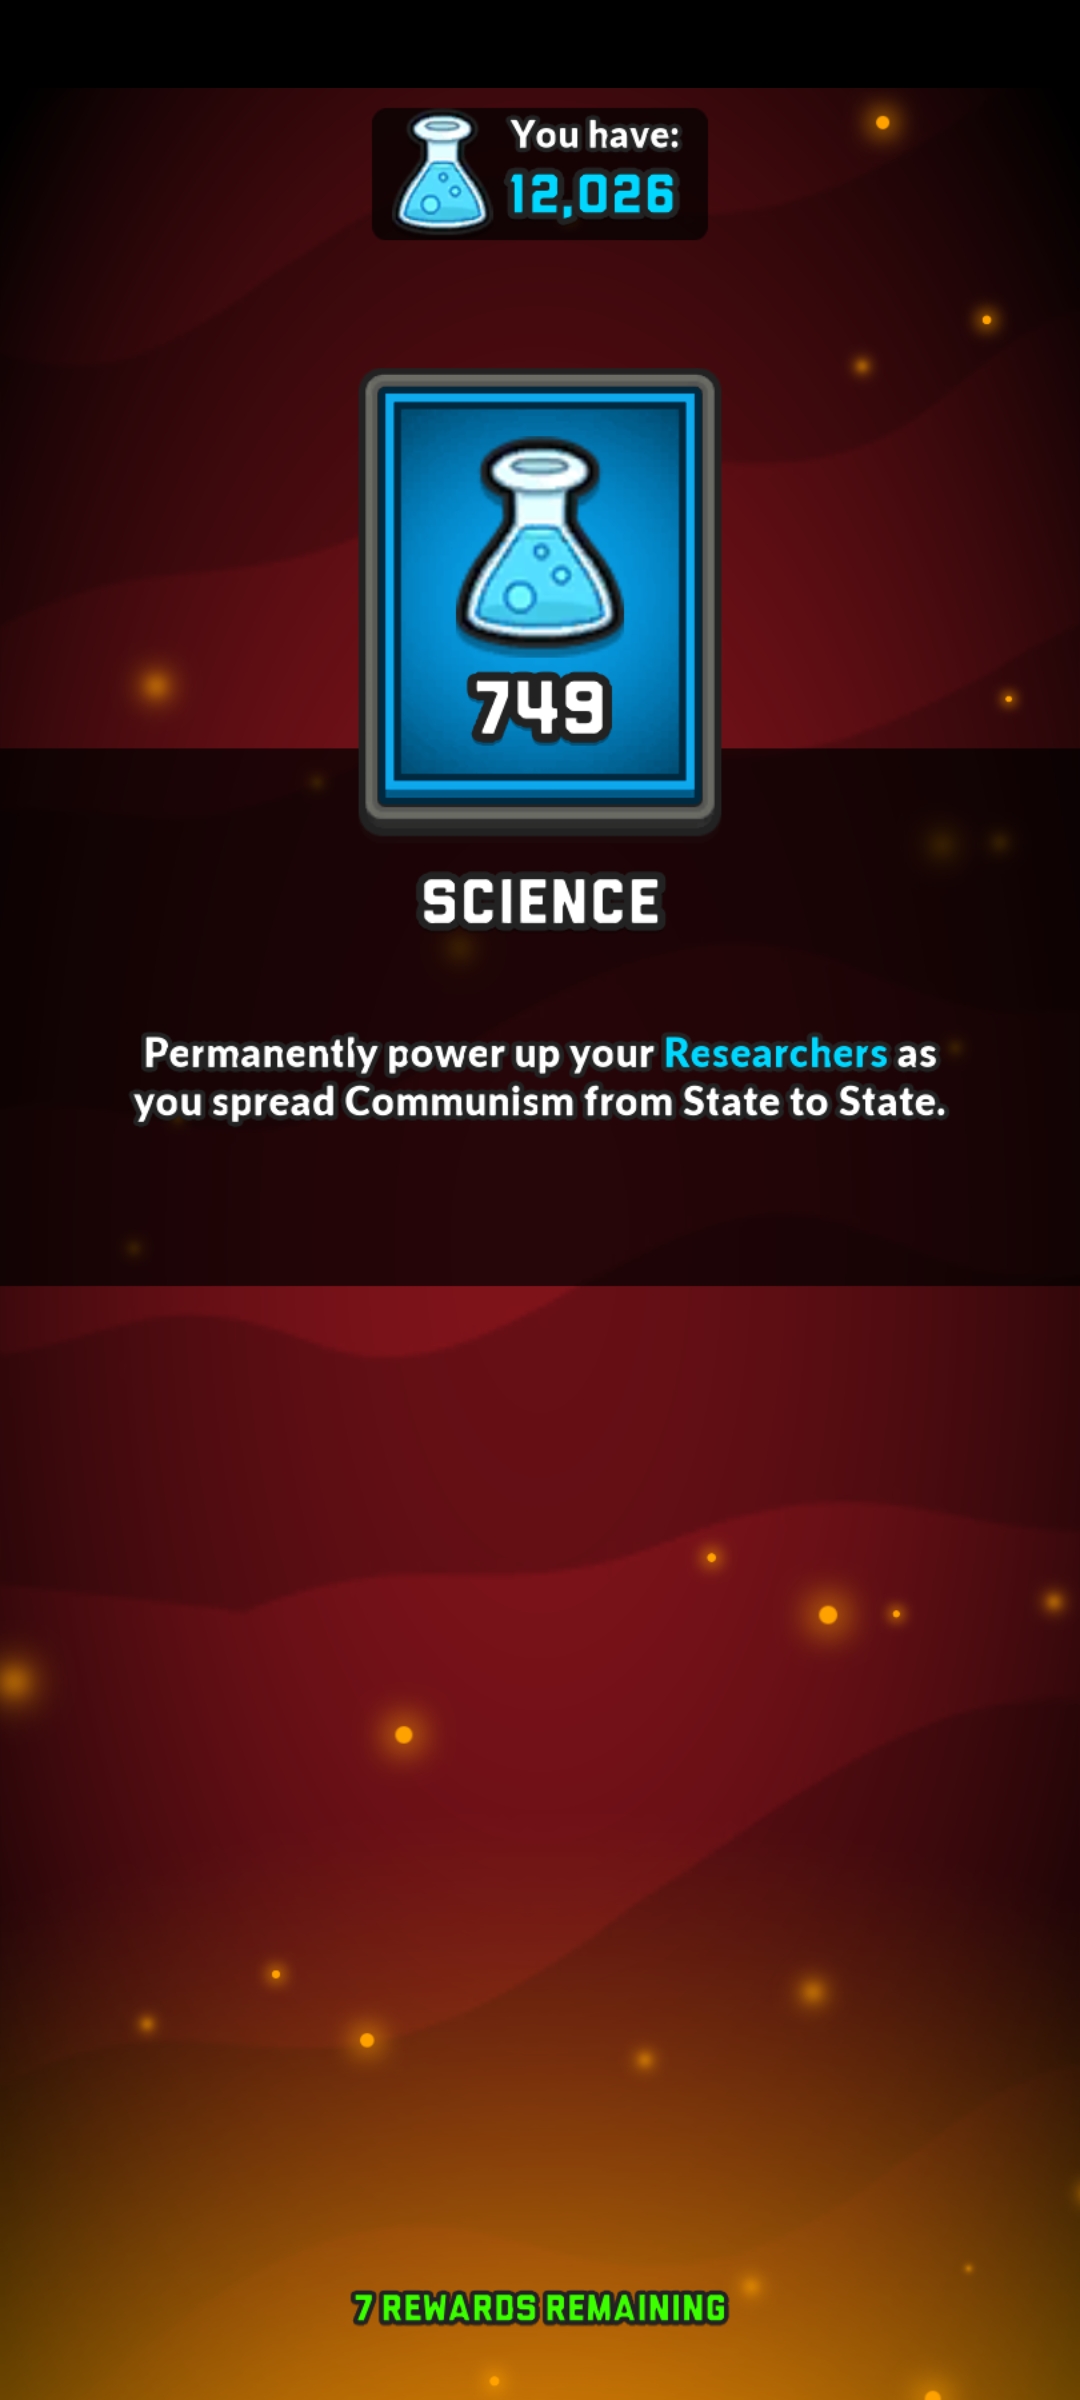 You have:
12,026
749
SCIENCE
Permanently power up your Researchers as
you spread Communism from State to State.
7 REWARDS REMAINING